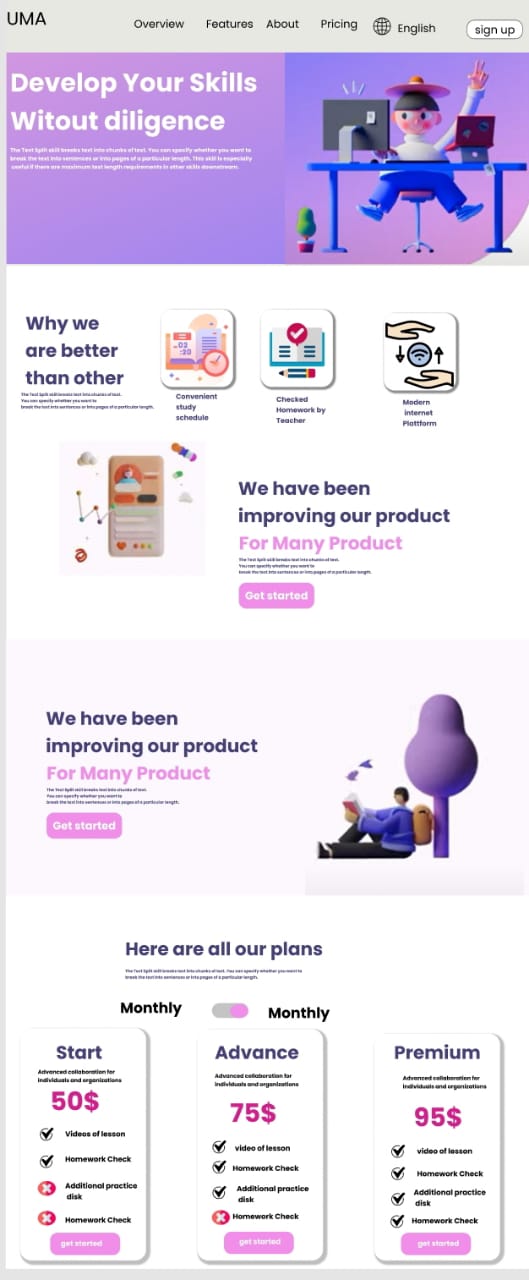 UMA
Overview Features About Pricing English sign up
Develop Your Skills
Witout diligence
The Text Split skill breaks text into chunks of text. You can specify whether you want to
break the text into sentences or into pages of a particular length. This skill is especially
useful if there are maximum text length requirements in other skills downstream.
Why we
are better
than other
The Text Split skill breaks text into chunks of text.
You can specify whether you want to
break the text into sentences or into pages of a particular length.
02
:20
Convenient
study
schedule
Checked
Homework by
Teacher
Modern
internet
Plattform
We have been
improving our product
For Many Product
The Text Split skill breaks text into chunks of text.
You can specify whether you want to
break the text into sentences or into pages of a particular length.
Get started
We have been
improving our product
For Many Product
The Text Split skill breaks text into chunks of text.
You can specify whether you want to
break the text into sentences or into pages of a particular length.
Get started
Here are all our plans
The Text Split skill breaks text into chunks of text. You can specify whether you want to
break the text into sentences or into pages of a particular length.
Monthly Monthly
Start
Advanced collaboration for
individuals and organizations
50$
Videos of lesson
Homework Check
Additional practice
disk
Homework Check
get started
Advance
Advanced collaboration for
individuals and organizations
75$
video of lesson
Homework Check
Additional practice
disk
Homework Check
get started
Premium
Advanced collaboration for
individuals and organizations
95$
video of lesson
Homework Check
Additional practice
disk
Homework Check
get started